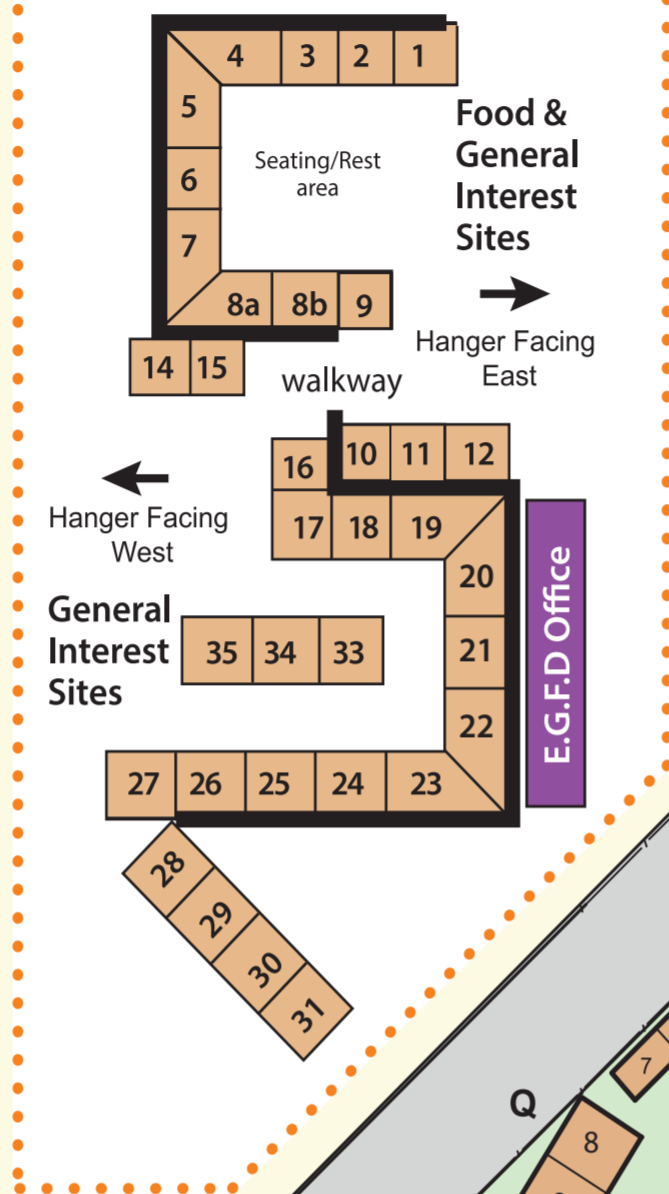 4 3 2 1
5
6
7
8a 8b 9
Seating/Rest
area
Food &
General
Interest
Sites
Hanger Facing
East
14 15
walkway
10 11 12
16
17 18 19
20
21
22
Hanger Facing
West
General
Interest
Sites
35 34 33
E.G.F.D Office
27 26 25 24 23
28
29
30
31
Q
7
8